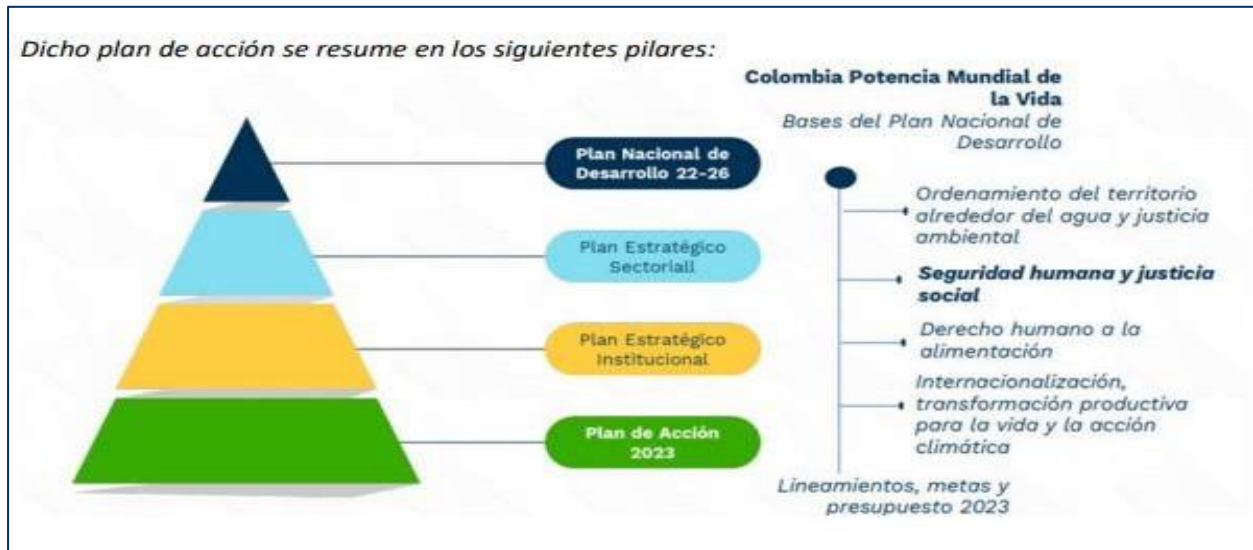 Dicho plan de acción se resume en los siguientes pilares:
Plan Nacional de
Desarrollo 22-26
Plan Estratégico
Sectoriall
Plan Estratégico
Institucional
Plan de Acción
2023
Colombia Potencia Mundial de
la Vida
Bases del Plan Nacional de
Desarrollo
Ordenamiento del territorio
alrededor del agua y justicia
ambiental
Seguridad humana y justicia
social
Derecho humano a la
alimentación
Internacionalización,
transformación productiva
para la vida y la acción
climática
Lineamientos, metas y
presupuesto 2023